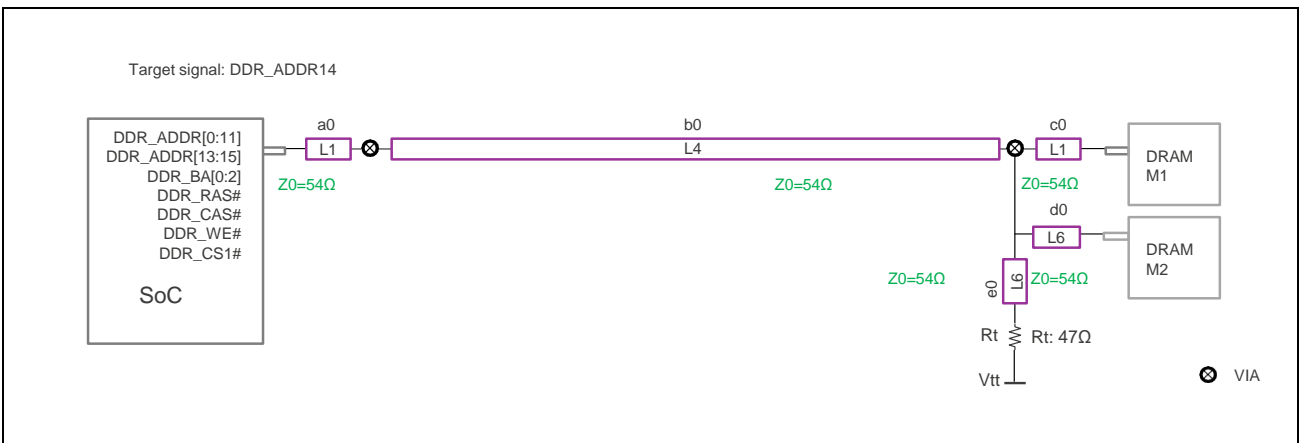 Target signal: DDR_ADDR14
DDR_ADDR[0:11]
DDR_ADDR[13:15]
DDR_BA[0:2]
DDR_RAS#
DDR_CAS#
DDR_WE#
DDR_CS1#
SoC
a0
L1
Z0=54Ω
b0
L4
Z0=54Ω
c0
L1
Z0=54Ω
DRAM
M1
d0
L6
DRAM
M2
Z0=54Ω
e0
L6
Z0=54Ω
Rt
Rt: 47Ω
Vtt
VIA